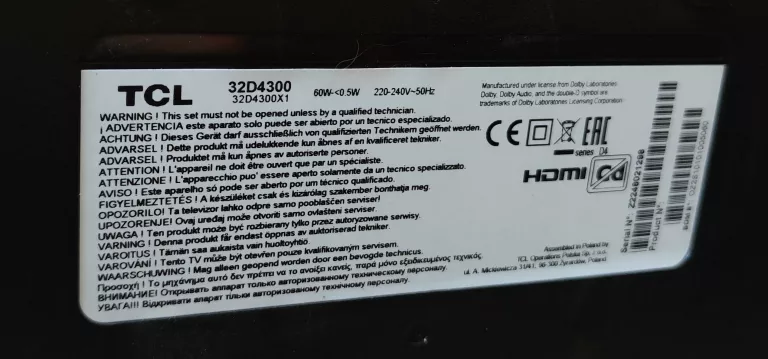 TCL 32D4300 60W-<0.5W 220-240V~50Hz
32D4300X1
WARNING ! This set must not be opened unless by a qualified technician.
¡ ADVERTENCIA este aparato solo puede ser abierto por un tecnico especializado.
ACHTUNG ! Dieses Gerät darf ausschließlich von qualifizierten Technikern geöffnet werden.
ADVARSEL ! Dette produkt må udelukkende kun åbnes af en kvalificeret tekniker.
ADVARSEL ! Produktet må kun åpnes av autoriserte personer.
ATTENTION ! L'appareil ne doit être ouvert que par un spécialiste.
ATTENZIONE ! L'apparecchio puo' essere aperto solamente da un tecnico specializzato.
AVISO ! Este aparelho só pode ser aberto por um técnico qualificado.
FIGYELMEZTETÉS ! A készüléket csak és kizárólag szakember bonthatja meg.
OPOZORILO! Ta televizor lahko odpre samo pooblaščen serviser!
UPOZORENJE! Ovaj uređaj može otvoriti samo ovlašteni serviser.
UWAGA ! Ten produkt może być rozbierany tylko przez autoryzowane serwisy.
VARNING ! Denna produkt får endast öppnas av auktoriserad tekniker.
VAROITUS ! Tämän saa aukaista vain huoltoyhtiö.
VAROVÁNÍ ! Tento TV může být otevřen pouze kvalifikovaným servisem.
WAARSCHUWING ! Mag alleen geopend worden door een bevoegde technicus.
Προσοχή ! Το μηχάνημα αυτό δεν πρέπει να το ανοίξει κανείς, παρά μόνο εξειδικευμένος τεχνικός.
ВНИМАНИЕ! Открывать аппарат только авторизованному техническому персоналу.
УВАГА!!! Відкривати апарат тільки авторизованому технічному персоналу.
Manufactured under license from Dolby Laboratories.
Dolby, Dolby Audio, and the double-D symbol are
trademarks of Dolby Laboratories Licensing Corporation.
CE EAC
series D4
HDMI
Assembled in Poland by
TCL Operations Polska Sp. z o.o.
ul. A. Mickiewicza 31/41, 96-300 Żyrardów, Poland
Serial N°: Z2248021298
Product N°: